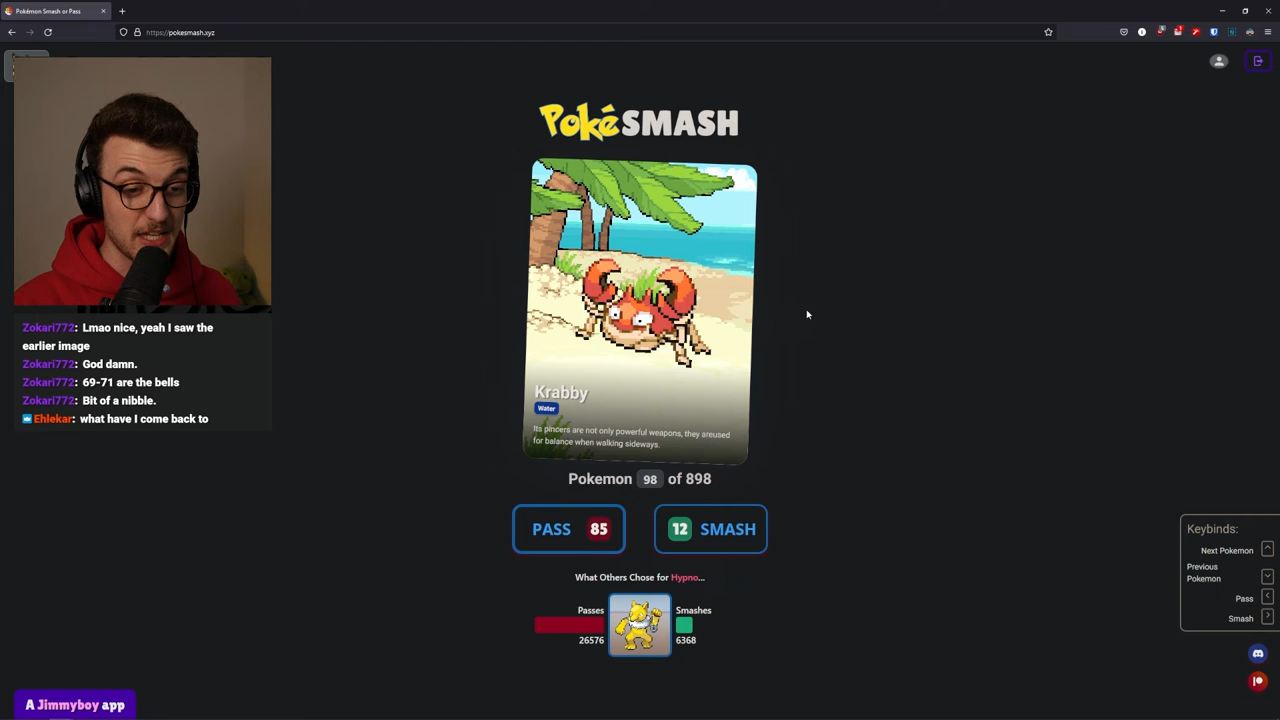 Pokémon Smash or Pass
https://pokesmash.xyz
PokéSMASH
Krabby
Water
Its pincers are not only powerful weapons, they areused
for balance when walking sideways.
Pokemon 98 of 898
PASS 85
12 SMASH
What Others Chose for Hypno...
Passes
26576
Smashes
6368
Zokari772: Lmao nice, yeah I saw the
earlier image
Zokari772: God damn.
Zokari772: 69-71 are the bells
Zokari772: Bit of a nibble.
Ehlekar: what have I come back to
Keybinds:
Next Pokemon
Previous
Pokemon
Pass
Smash
A Jimmyboy app